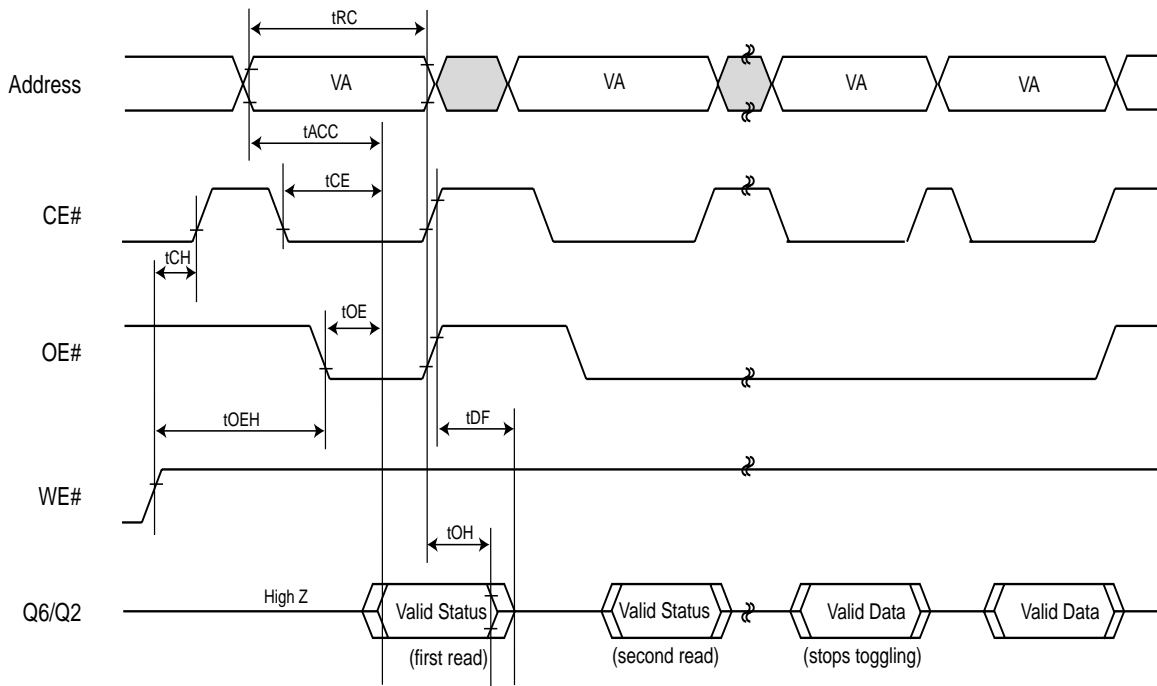 tRC
Address
VA
VA
VA
VA
tACC
tCE
CE#
tCH
tOE
OE#
tOEH
tDF
WE#
tOH
Q6/Q2
High Z
Valid Status
Valid Status
Valid Data
Valid Data
(first read)
(second read)
(stops toggling)